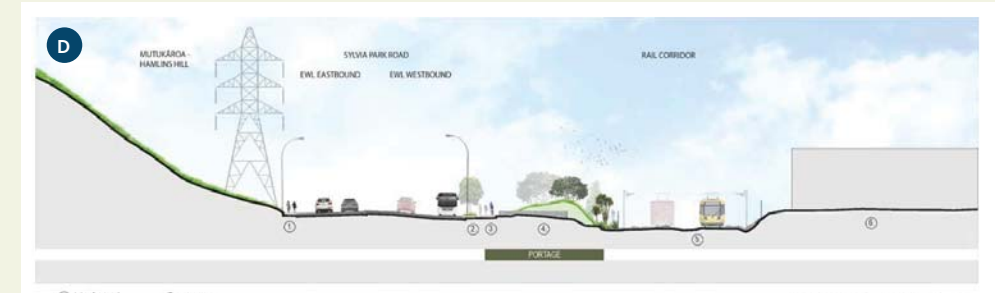 D
MUTUKĀROA -
HAMLINS HILL
SYLVIA PARK ROAD
EWL EASTBOUND
EWL WESTBOUND
RAIL CORRIDOR
1
2
3
4
5
6
PORTAGE